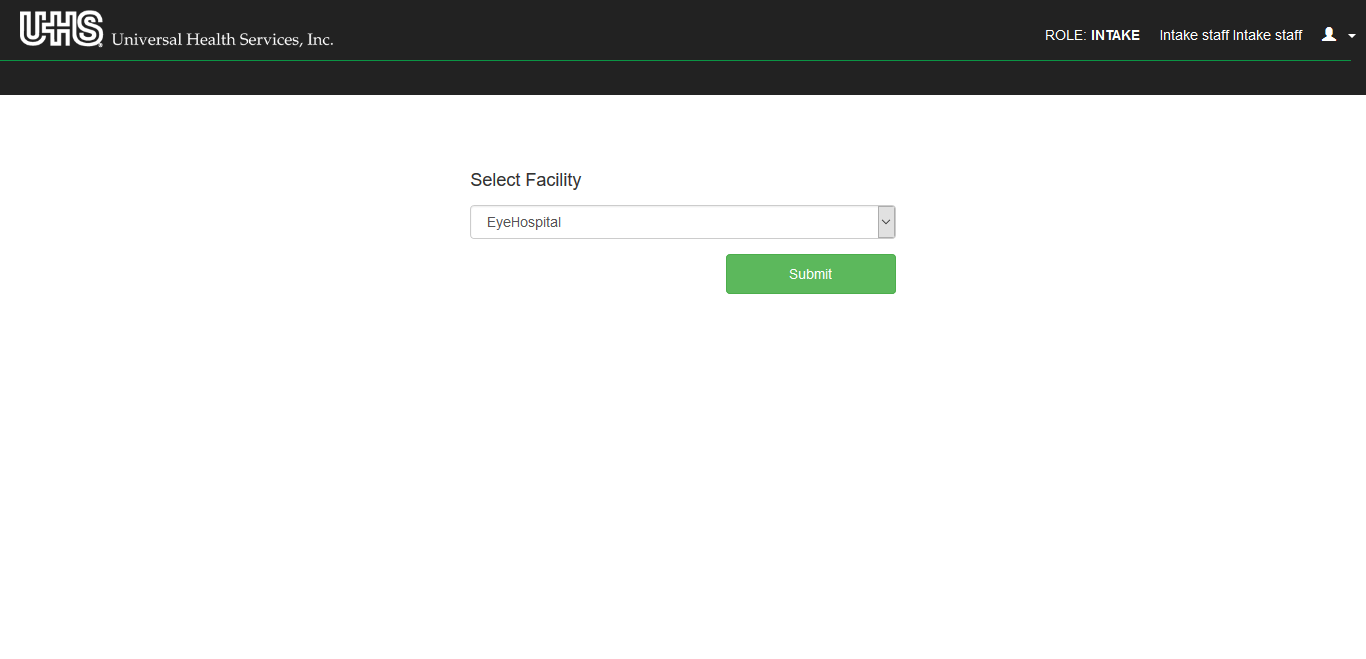 UHS Universal Health Services, Inc.
ROLE: INTAKE Intake staff Intake staff
Select Facility
EyeHospital
Submit